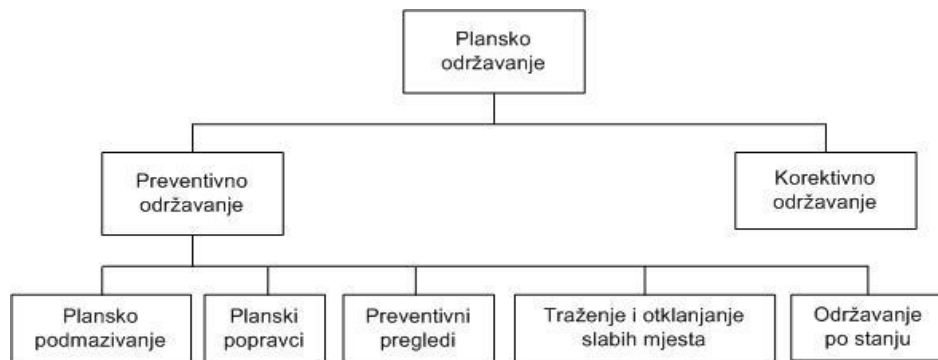 Plansko
održavanje
Preventivno
održavanje
Korektivno
održavanje
Plansko
podmazivanje
Planski
popravci
Preventivni
pregledi
Traženje i otklanjanje
slabih mjesta
Održavanje
po stanju